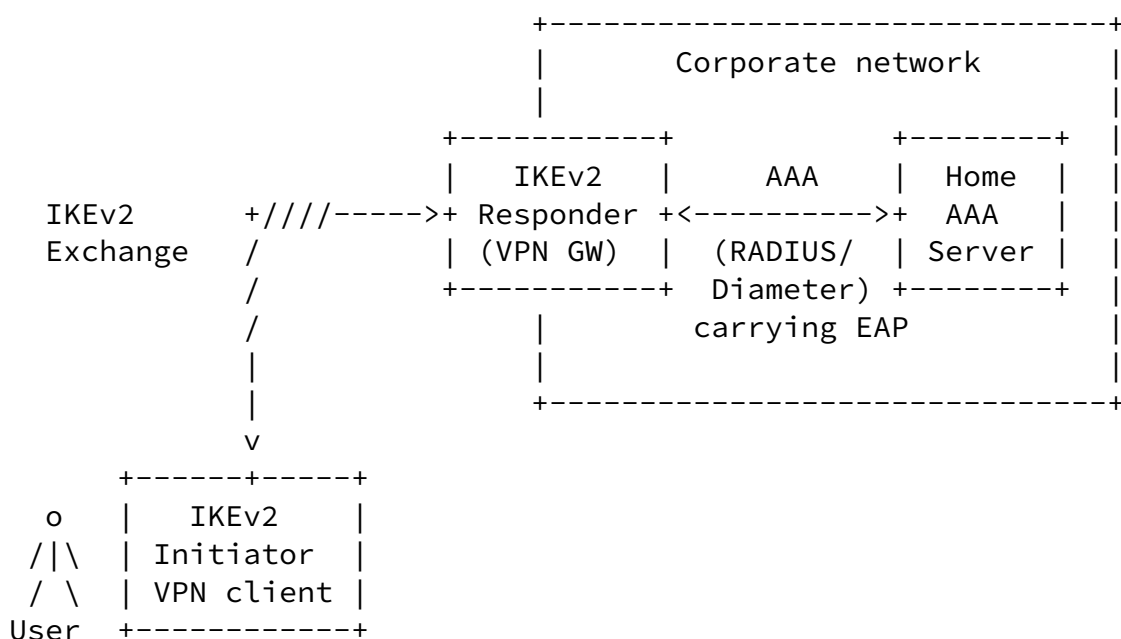 Corporate network
IKEv2 AAA Home
IKEv2 Responder AAA
Exchange (VPN GW) (RADIUS/ Server
Diameter)
carrying EAP
IKEv2
Initiator
VPN client
User